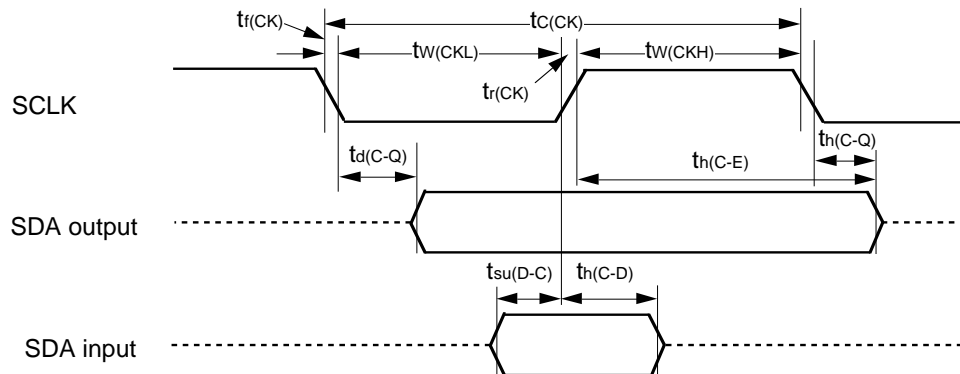 tf(CK)
tC(CK)
tW(CKL)
tW(CKH)
tr(CK)
SCLK
td(C-Q)
th(C-E)
th(C-Q)
SDA output
tsu(D-C)
th(C-D)
SDA input